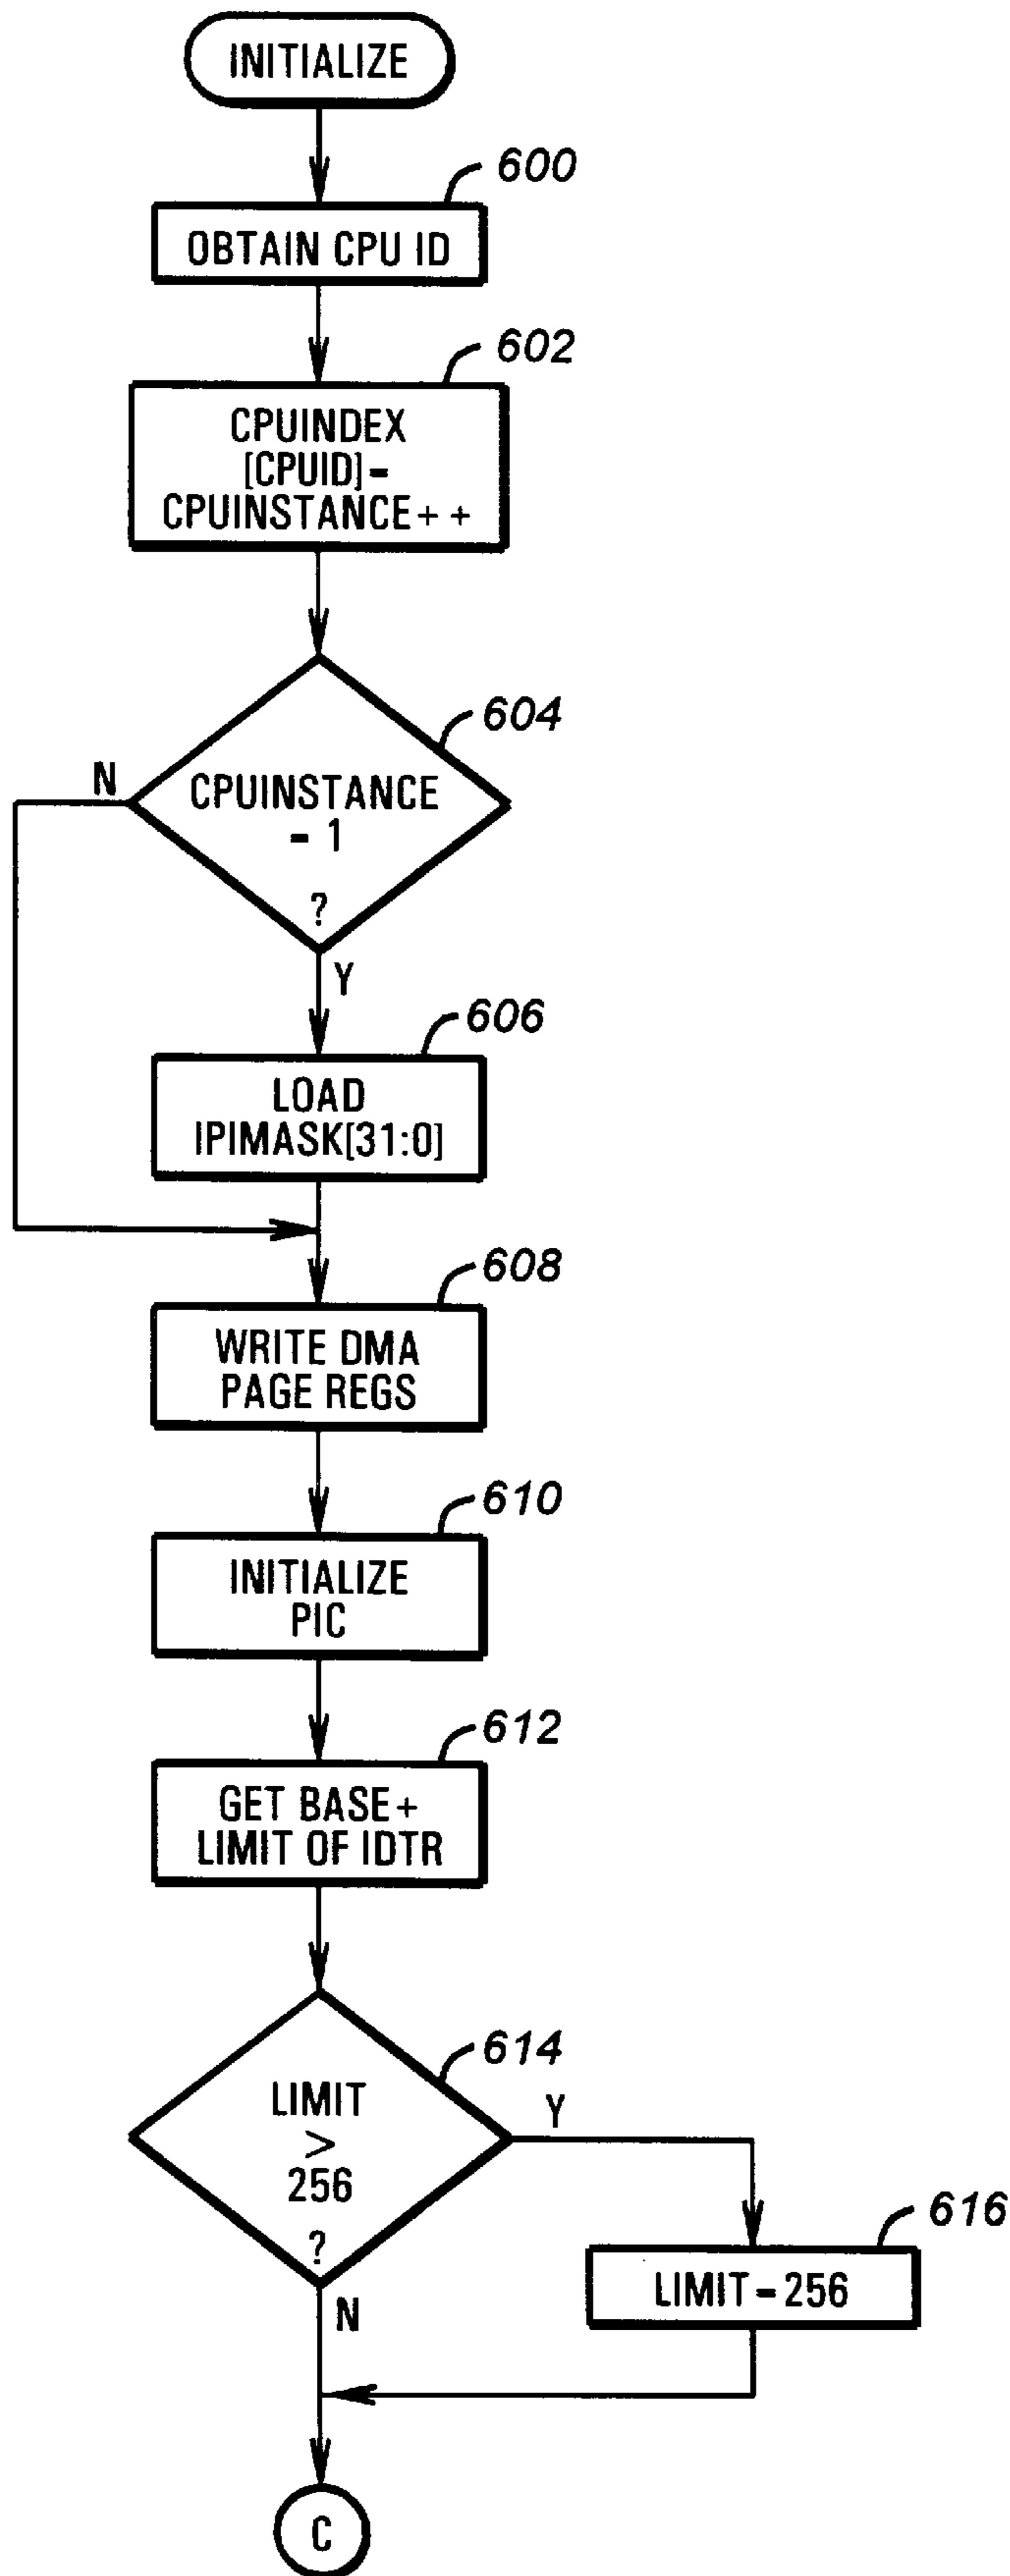 INITIALIZE
600
OBTAIN CPU ID
602
CPUINDEX
[CPUID]=
CPUINSTANCE++
604
N
CPUINSTANCE
= 1
?
Y
606
LOAD
IPIMASK[31:0]
608
WRITE DMA
PAGE REGS
610
INITIALIZE
PIC
612
GET BASE+
LIMIT OF IDTR
614
LIMIT
>
256
?
Y
N
616
LIMIT=256
C